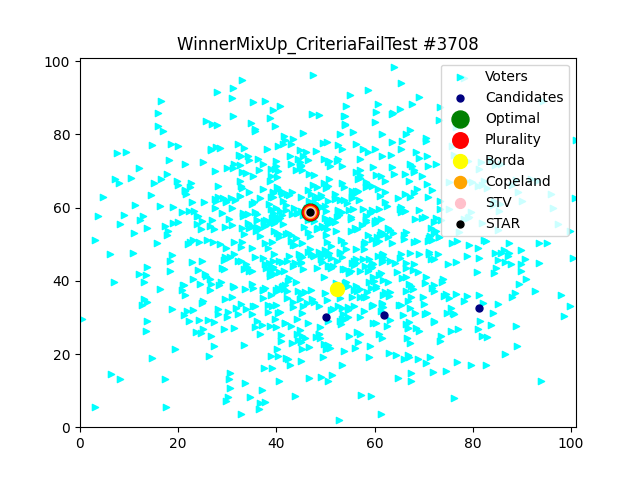 WinnerMixUp_CriteriaFailTest #3708
100
80
60
40
20
0
0 20 40 60 80 100
Voters
Candidates
Optimal
Plurality
Borda
Copeland
STV
STAR